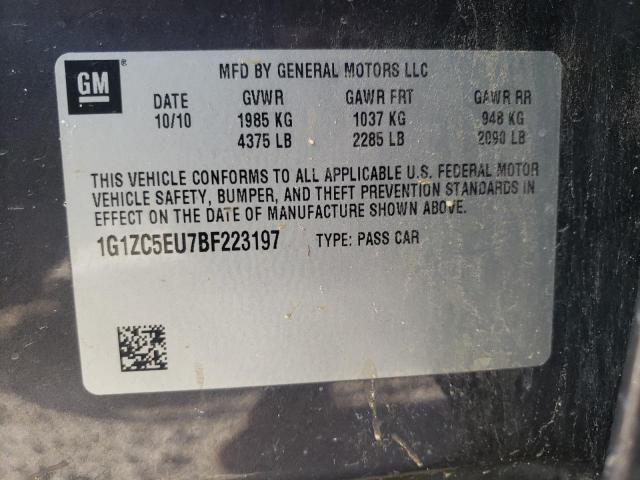 GM
MFD BY GENERAL MOTORS LLC
DATE GVWR GAWR FRT GAWR RR
10/10 1985 KG 1037 KG 948 KG
4375 LB 2285 LB 2090 LB
THIS VEHICLE CONFORMS TO ALL APPLICABLE U.S. FEDERAL MOTOR
VEHICLE SAFETY, BUMPER, AND THEFT PREVENTION STANDARDS IN
EFFECT ON THE DATE OF MANUFACTURE SHOWN ABOVE.
1G1ZC5EU7BF223197 TYPE: PASS CAR